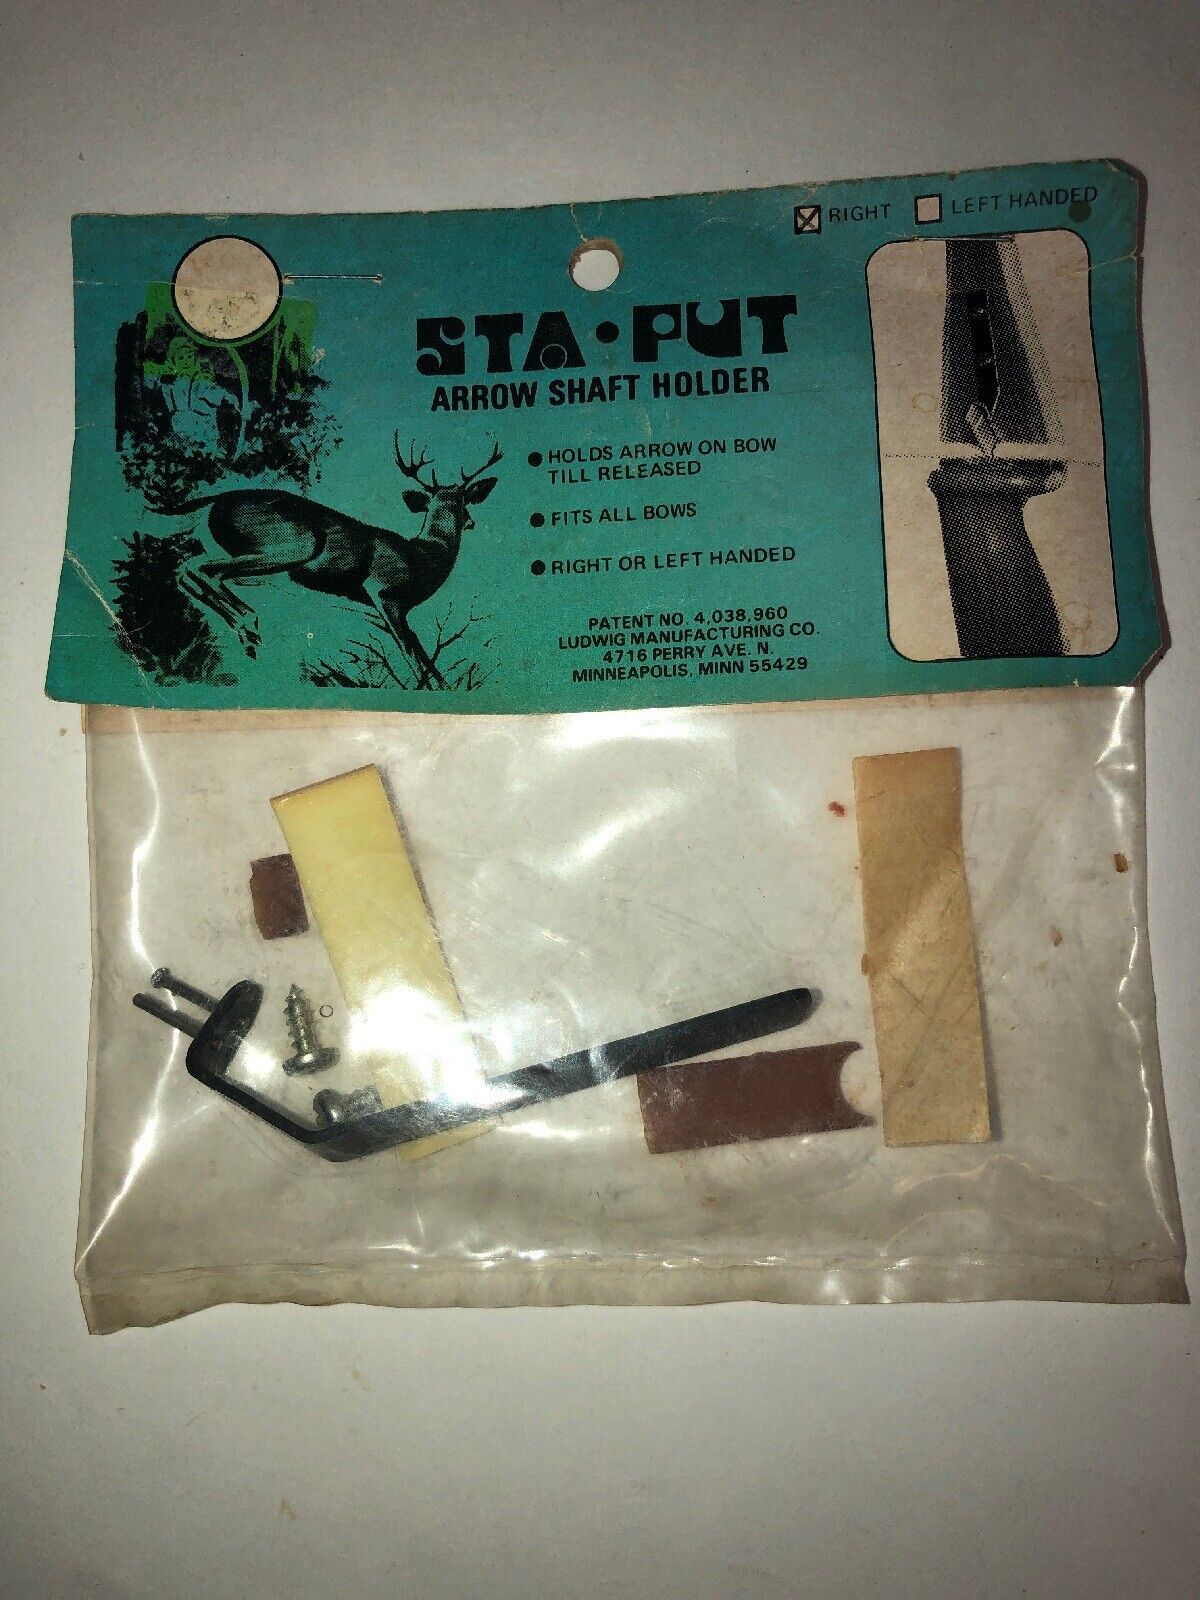 ☒ RIGHT ☐ LEFT HANDED
STA•PUT
ARROW SHAFT HOLDER
● HOLDS ARROW ON BOW
TILL RELEASED
● FITS ALL BOWS
● RIGHT OR LEFT HANDED
PATENT NO. 4,038,960
LUDWIG MANUFACTURING CO.
4716 PERRY AVE. N.
MINNEAPOLIS, MINN 55429